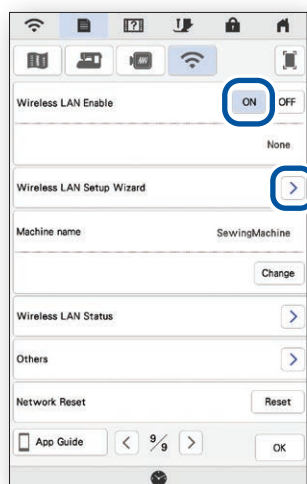 Wireless LAN Enable ON OFF
None
Wireless LAN Setup Wizard >
Machine name SewingMachine
Change
Wireless LAN Status >
Others >
Network Reset Reset
App Guide < 9/9 > OK